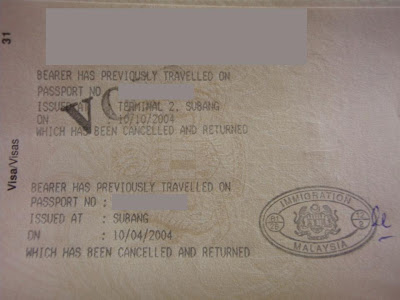 31
BEARER HAS PREVIOUSLY TRAVELLED ON
PASSPORT NO
ISSUED AT : TERMINAL 2, SUBANG
ON : 10/10/2004
WHICH HAS BEEN CANCELLED AND RETURNED
Visa/Visas
BEARER HAS PREVIOUSLY TRAVELLED ON
PASSPORT NO :
ISSUED AT : SUBANG
ON : 10/04/2004
WHICH HAS BEEN CANCELLED AND RETURNED
IMMIGRATION
MALAYSIA